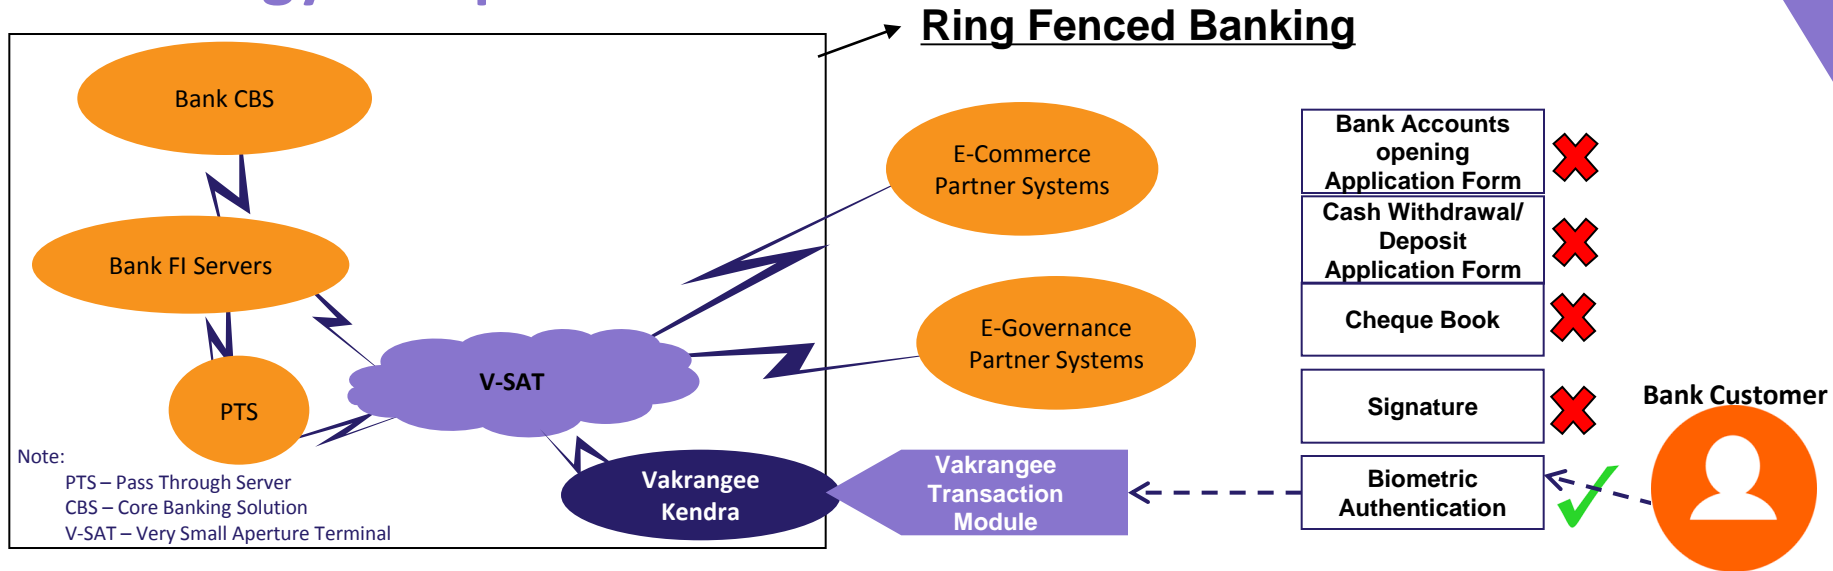 Ring Fenced Banking
Bank CBS
Bank FI Servers
PTS
V-SAT
Vakrangee
Kendra
Note:
PTS – Pass Through Server
CBS – Core Banking Solution
V-SAT – Very Small Aperture Terminal
E-Commerce
Partner Systems
E-Governance
Partner Systems
Vakrangee
Transaction
Module
Bank Accounts
opening
Application Form
Cash Withdrawal/
Deposit
Application Form
Cheque Book
Signature
Biometric
Authentication
Bank Customer